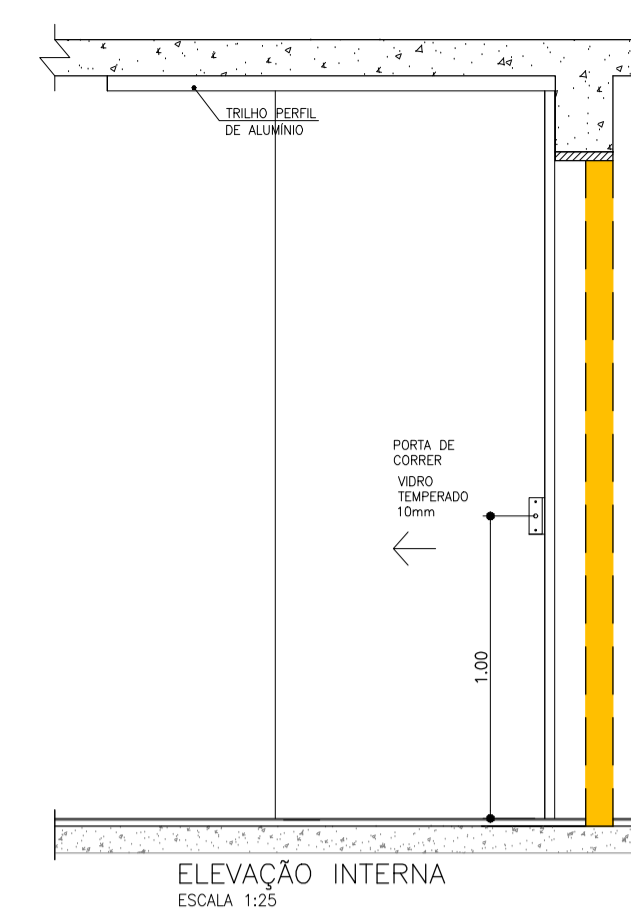 TRILHO PERFIL
DE ALUMÍNIO
PORTA DE
CORRER
VIDRO
TEMPERADO
10mm
1.00
ELEVAÇÃO INTERNA
ESCALA 1:25